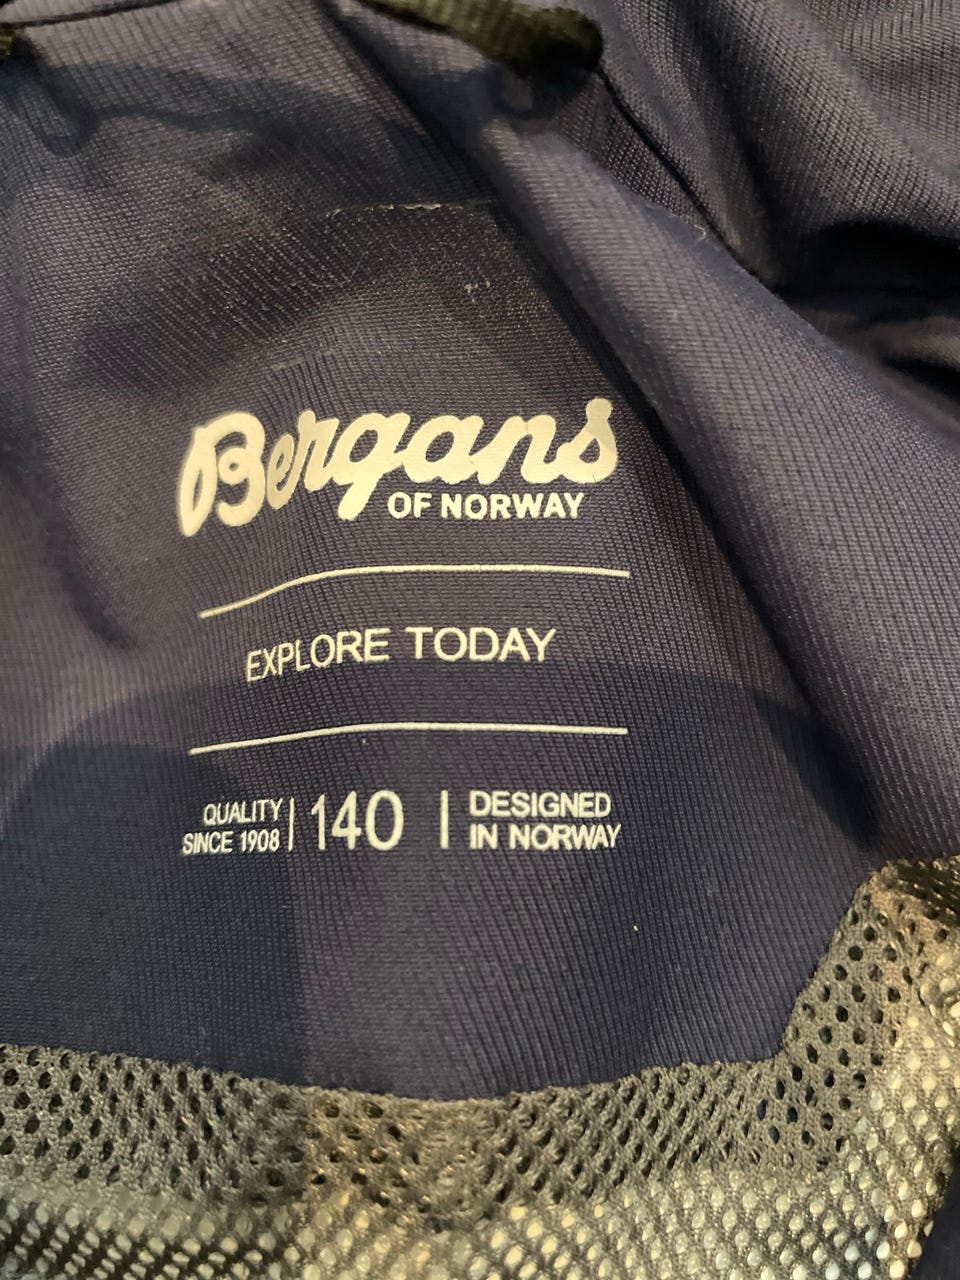 Bergans
OF NORWAY
EXPLORE TODAY
QUALITY
SINCE 1908
140
DESIGNED
IN NORWAY